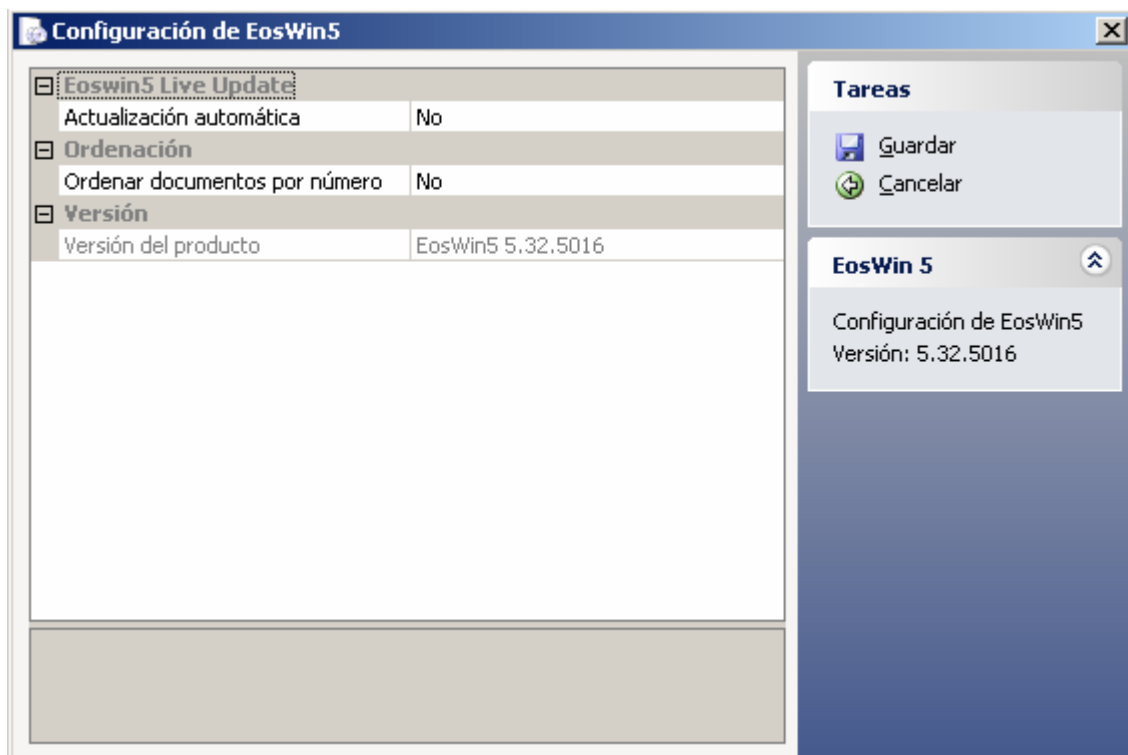 Configuración de EosWin5
Eoswin5 Live Update
Actualización automática No
Ordenación
Ordenar documentos por número No
Versión
Versión del producto EosWin5 5.32.5016
Tareas
Guardar
Cancelar
EosWin 5
Configuración de EosWin5
Versión: 5.32.5016